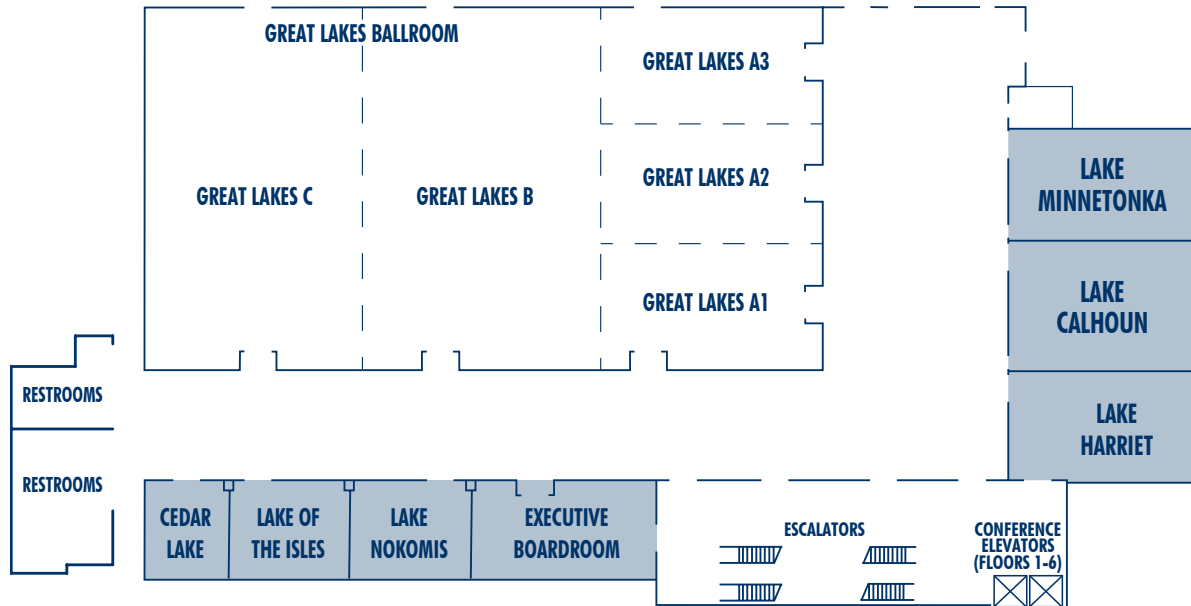 GREAT LAKES BALLROOM
GREAT LAKES A3
GREAT LAKES C
GREAT LAKES B
GREAT LAKES A2
GREAT LAKES A1
LAKE
MINNETONKA
LAKE
CALHOUN
LAKE
HARRIET
RESTROOMS
RESTROOMS
CEDAR
LAKE
LAKE OF
THE ISLES
LAKE
NOKOMIS
EXECUTIVE
BOARDROOM
ESCALATORS
CONFERENCE
ELEVATORS
(FLOORS 1-6)